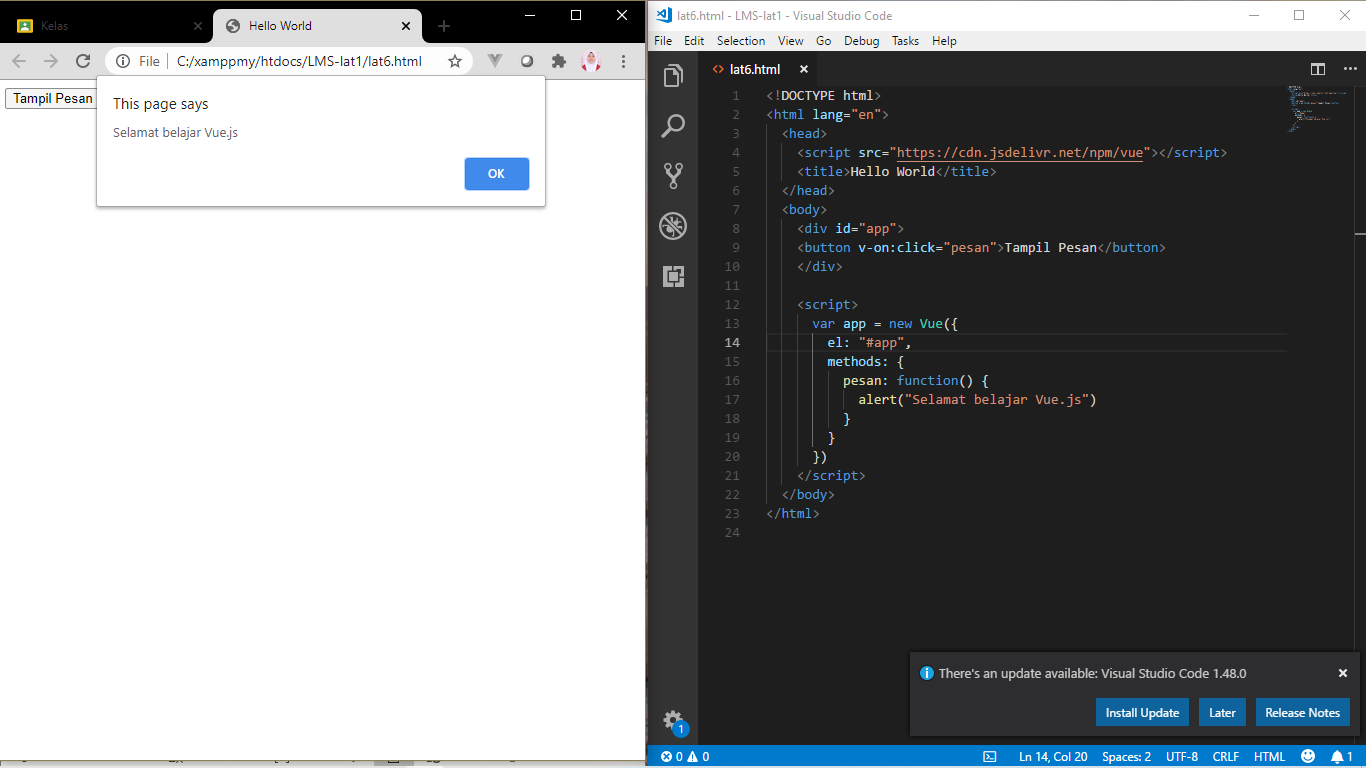 Kelas
Hello World
File
C:/xamppmy/htdocs/LMS-lat1/lat6.html
Tampil Pesan
This page says
Selamat belajar Vue.js
OK
lat6.html - LMS-lat1 - Visual Studio Code
File Edit Selection View Go Debug Tasks Help
lat6.html
1 <!DOCTYPE html>
2 <html lang="en">
3 <head>
4 <script src="https://cdn.jsdelivr.net/npm/vue"></script>
5 <title>Hello World</title>
6 </head>
7 <body>
8 <div id="app">
9 <button v-on:click="pesan">Tampil Pesan</button>
10 </div>
11
12 <script>
13 var app = new Vue({
14 el: "#app",
15 methods: {
16 pesan: function() {
17 alert("Selamat belajar Vue.js")
18 }
19 }
20 })
21 </script>
22 </body>
23 </html>
24
There's an update available: Visual Studio Code 1.48.0
Install Update Later Release Notes
1
0 0 Ln 14, Col 20 Spaces: 2 UTF-8 CRLF HTML 1